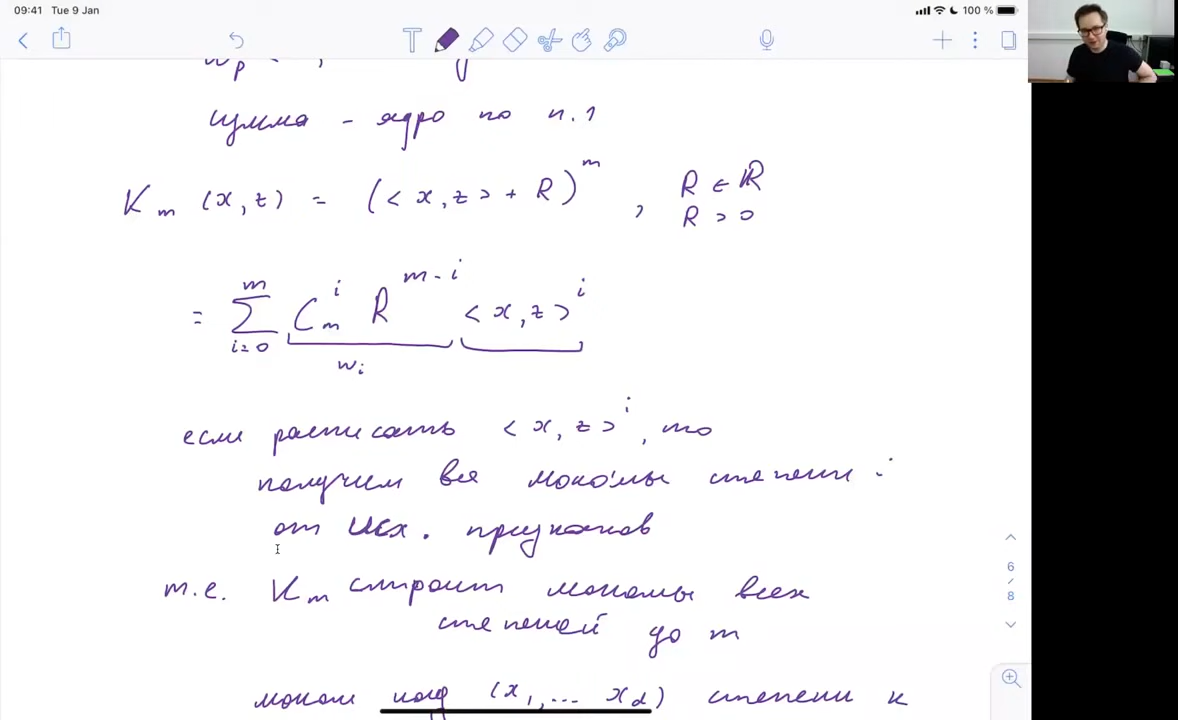 09:41 Tue 9 Jan
100 %
сумма - ядро по п.1
K_m (x, z) = (<x, z> + R)^m , R ∈ ℝ
R > 0
= ∑_{i=0}^{m} C_m^i R^{m-i} <x, z>^i
w_i
если расписать <x, z>^i, то
получим все мономы степени i
от исх. признаков
т.е. K_m строит мономы всех
степеней до m
моном над (x_1, ... x_d) степени к
6
/
8